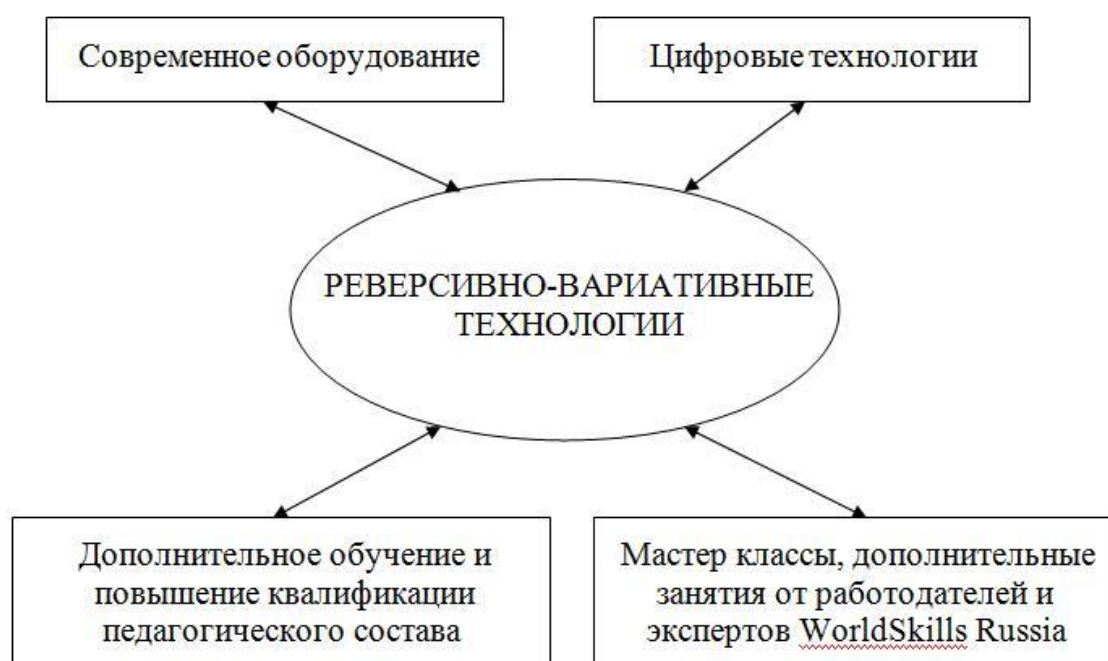 Современное оборудование
Цифровые технологии
РЕВЕРСИВНО-ВАРИАТИВНЫЕ
ТЕХНОЛОГИИ
Дополнительное обучение и
повышение квалификации
педагогического состава
Мастер классы, дополнительные
занятия от работодателей и
экспертов WorldSkills Russia